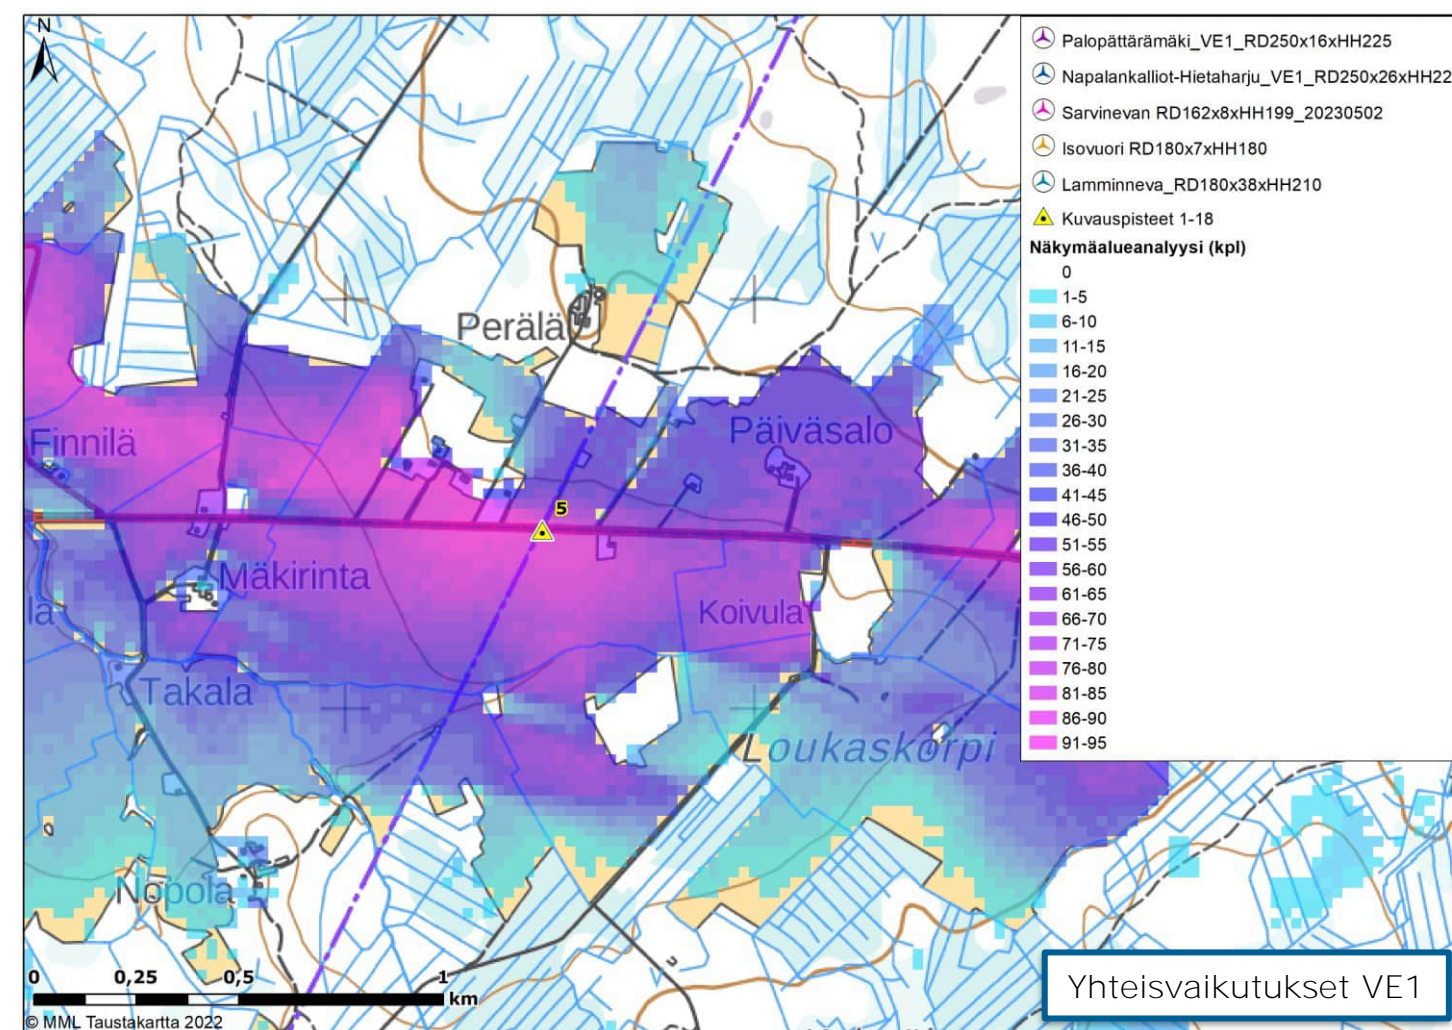 N
Palopättärämäki_VE1_RD250x16xHH225
Napalankalliot-Hietaharju_VE1_RD250x26xHH22
Sarvinevan RD162x8xHH199_20230502
Isovuori RD180x7xHH180
Lamminneva_RD180x38xHH210
Kuvauspisteet 1-18
Näkymäalueanalyysi (kpl)
0
1-5
6-10
11-15
16-20
21-25
26-30
31-35
36-40
41-45
46-50
51-55
56-60
61-65
66-70
71-75
76-80
81-85
86-90
91-95
Perälä
Finnilä
Päiväsalo
5
Mäkirinta
Koivula
la
Takala
Loukaskorpi
Nopola
0 0,25 0,5 1
km
© MML Taustakartta 2022
Yhteisvaikutukset VE1